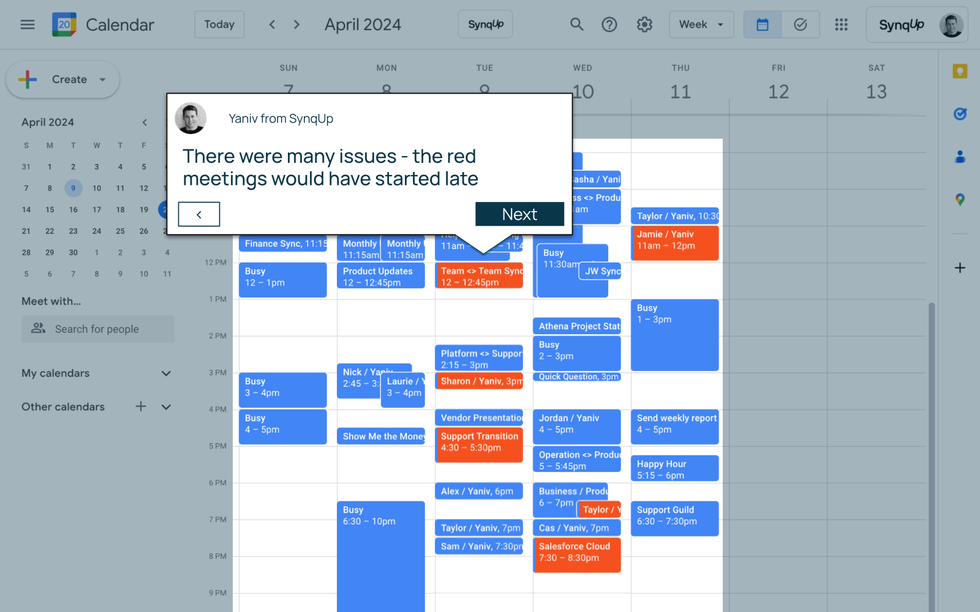 Calendar
Today
April 2024
SynqUp
Week
SynqUp
Create
SUN MON TUE WED THU FRI SAT
7 8 9 10 11 12 13
April 2024
S M T W T F
31 1 2 3 4 5
7 8 9 10 11 12
14 15 16 17 18 19
21 22 23 24 25 26 27
28 29 30 1 2 3 4
5 6 7 8 9 10 11
Meet with...
Search for people
My calendars
Other calendars
Yaniv from SynqUp
There were many issues - the red
meetings would have started late
Next
12 PM
1 PM
2 PM
3 PM
4 PM
5 PM
6 PM
7 PM
8 PM
9 PM
Finance Sync, 11:15
Busy
12 – 1pm
Busy
3 – 4pm
Busy
4 – 5pm
Monthly
11:15am
Monthly
11:15am
Product Updates
12 – 12:45pm
Nick / Yaniv
2:45 – 3:
Laurie / Y
3 – 4pm
Show Me the Money
Busy
6:30 – 10pm
11am
Team <> Team Sync
12 – 12:45pm
Platform <> Suppor
2:15 – 3pm
Sharon / Yaniv, 3pm
Vendor Presentatio
Support Transition
4:30 – 5:30pm
Alex / Yaniv, 6pm
Taylor / Yaniv, 7pm
Sam / Yaniv, 7:30pm
asha / Yani
ss <> Produ
am
Busy
11:30am
JW Sync
Athena Project Stat
Busy
2 – 3pm
Quick Question, 3pm
Jordan / Yaniv
4 – 5pm
Operation <> Produ
5 – 5:45pm
Business / Produ
6 – 7pm
Taylor / Y
Cas / Yaniv, 7pm
Salesforce Cloud
7:30 – 8:30pm
Taylor / Yaniv, 10:30
Jamie / Yaniv
11am – 12pm
Busy
1 – 3pm
Send weekly report
4 – 5pm
Happy Hour
5:15 – 6pm
Support Guild
6:30 – 7:30pm